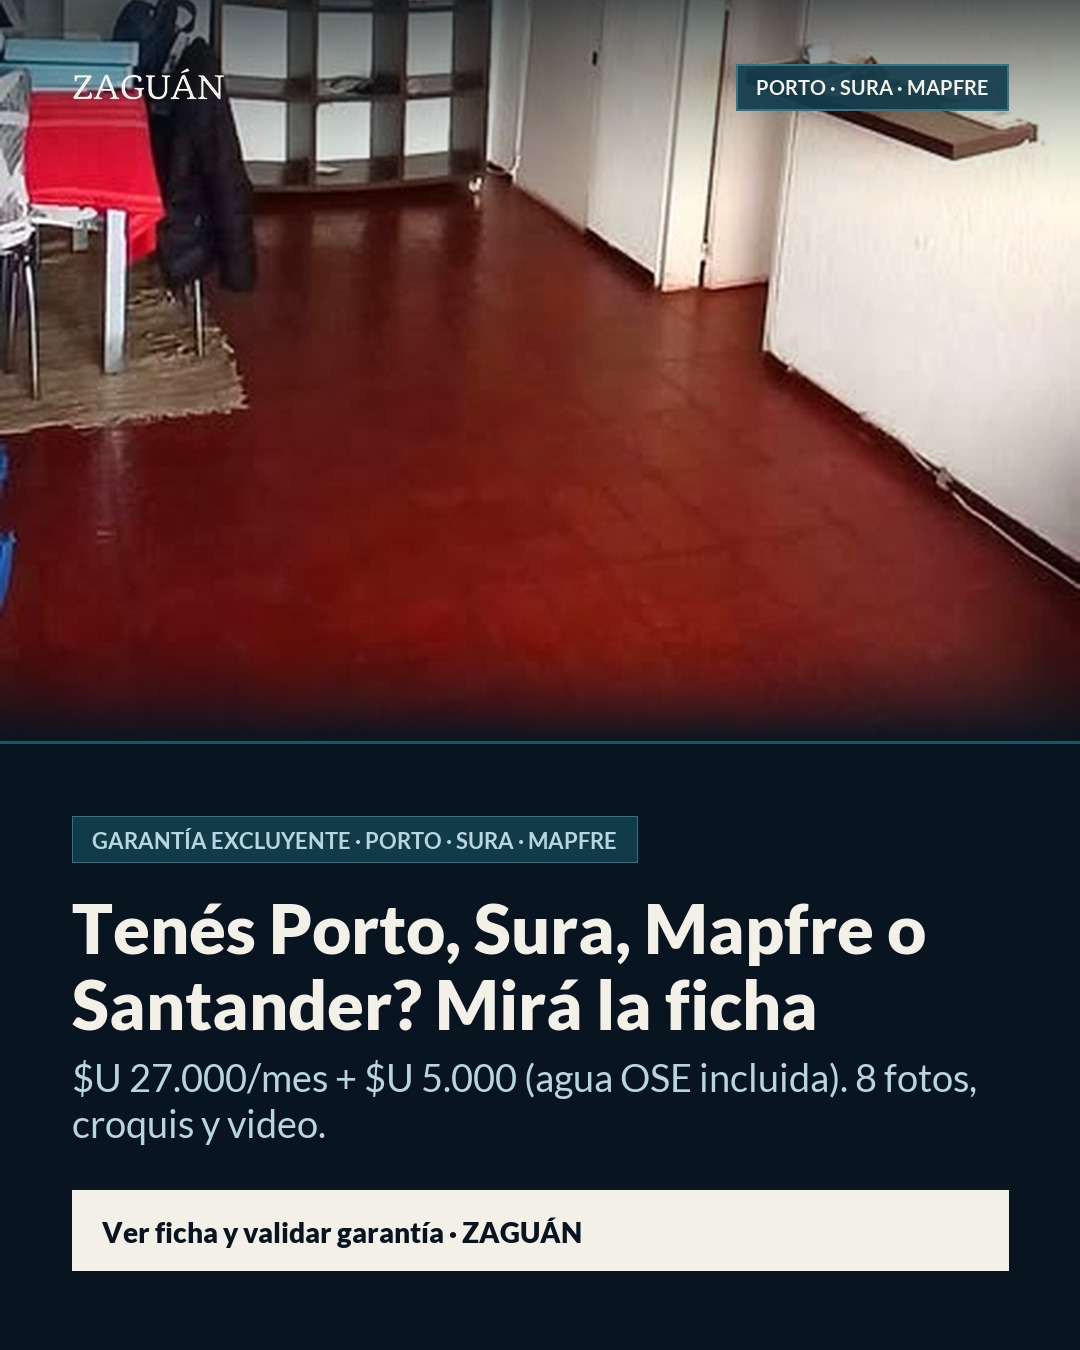 ZAGUÁN
PORTO · SURA · MAPFRE
GARANTÍA EXCLUYENTE · PORTO · SURA · MAPFRE
Tenés Porto, Sura, Mapfre o
Santander? Mirá la ficha
$U 27.000/mes + $U 5.000 (agua OSE incluida). 8 fotos,
croquis y video.
Ver ficha y validar garantía · ZAGUÁN